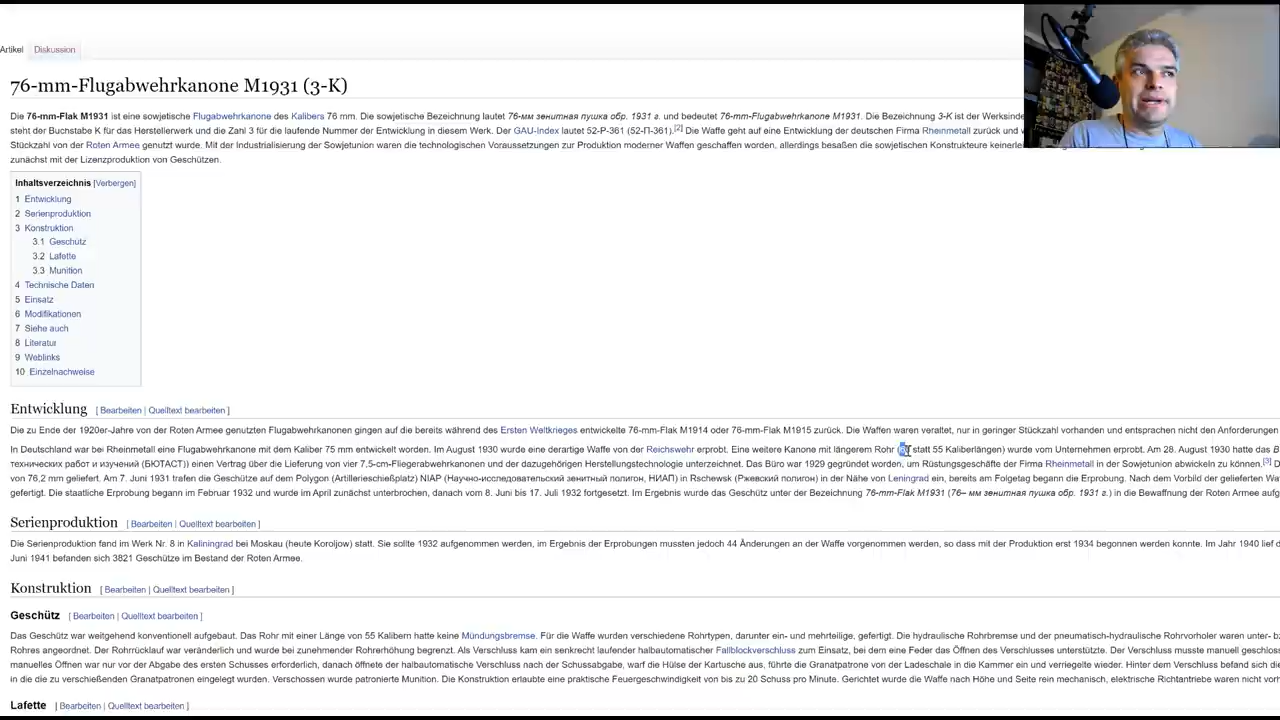 Artikel Diskussion
76-mm-Flugabwehrkanone M1931 (3-K)
Die 76-mm-Flak M1931 ist eine sowjetische Flugabwehrkanone des Kalibers 76 mm. Die sowjetische Bezeichnung lautet 76-мм зенитная пушка обр. 1931 г. und bedeutet 76-mm-Flugabwehrkanone M1931. Die Bezeichnung 3-K ist der Werksinde
steht der Buchstabe K für das Herstellerwerk und die Zahl 3 für die laufende Nummer der Entwicklung in diesem Werk. Der GAU-Index lautet 52-P-361 (52-П-361).[2] Die Waffe geht auf eine Entwicklung der deutschen Firma Rheinmetall zurück und w
Stückzahl von der Roten Armee genutzt wurde. Mit der Industrialisierung der Sowjetunion waren die technologischen Voraussetzungen zur Produktion moderner Waffen geschaffen worden, allerdings besaßen die sowjetischen Konstrukteure keinerle
zunächst mit der Lizenzproduktion von Geschützen.
Inhaltsverzeichnis [Verbergen]
1 Entwicklung
2 Serienproduktion
3 Konstruktion
3.1 Geschütz
3.2 Lafette
3.3 Munition
4 Technische Daten
5 Einsatz
6 Modifikationen
7 Siehe auch
8 Literatur
9 Weblinks
10 Einzelnachweise
Entwicklung [ Bearbeiten | Quelltext bearbeiten ]
Die zu Ende der 1920er-Jahre von der Roten Armee genutzten Flugabwehrkanonen gingen auf die bereits während des Ersten Weltkrieges entwickelte 76-mm-Flak M1914 oder 76-mm-Flak M1915 zurück. Die Waffen waren veraltet, nur in geringer Stückzahl vorhanden und entsprachen nicht den Anforderungen
In Deutschland war bei Rheinmetall eine Flugabwehrkanone mit dem Kaliber 75 mm entwickelt worden. Im August 1930 wurde eine derartige Waffe von der Reichswehr erprobt. Eine weitere Kanone mit längerem Rohr ( statt 55 Kaliberlängen) wurde vom Unternehmen erprobt. Am 28. August 1930 hatte das B
технических работ и изучений (БЮТАСТ)) einen Vertrag über die Lieferung von vier 7,5-cm-Fliegerabwehrkanonen und der dazugehörigen Herstellungstechnologie unterzeichnet. Das Büro war 1929 gegründet worden, um Rüstungsgeschäfte der Firma Rheinmetall in der Sowjetunion abwickeln zu können.[3] D
von 76,2 mm geliefert. Am 7. Juni 1931 trafen die Geschütze auf dem Polygon (Artillerieschießplatz) NIAP (Научно-исследовательский зенитный полигон, НИАП) in Rschewsk (Ржевский полигон) in der Nähe von Leningrad ein, bereits am Folgetag begann die Erprobung. Nach dem Vorbild der gelieferten Wa
gefertigt. Die staatliche Erprobung begann im Februar 1932 und wurde im April zunächst unterbrochen, danach vom 8. Juni bis 17. Juli 1932 fortgesetzt. Im Ergebnis wurde das Geschütz unter der Bezeichnung 76-mm-Flak M1931 (76– мм зенитная пушка обр. 1931 г.) in die Bewaffnung der Roten Armee aufg
Serienproduktion [ Bearbeiten | Quelltext bearbeiten ]
Die Serienproduktion fand im Werk Nr. 8 in Kaliningrad bei Moskau (heute Koroljow) statt. Sie sollte 1932 aufgenommen werden, im Ergebnis der Erprobungen mussten jedoch 44 Änderungen an der Waffe vorgenommen werden, so dass mit der Produktion erst 1934 begonnen werden konnte. Im Jahr 1940 lief d
Juni 1941 befanden sich 3821 Geschütze im Bestand der Roten Armee.
Konstruktion [ Bearbeiten | Quelltext bearbeiten ]
Geschütz [ Bearbeiten | Quelltext bearbeiten ]
Das Geschütz war weitgehend konventionell aufgebaut. Das Rohr mit einer Länge von 55 Kalibern hatte keine Mündungsbremse. Für die Waffe wurden verschiedene Rohrtypen, darunter ein- und mehrteilige, gefertigt. Die hydraulische Rohrbremse und der pneumatisch-hydraulische Rohrvorholer waren unter- bz
Rohres angeordnet. Der Rohrrücklauf war veränderlich und wurde bei zunehmender Rohrerhöhung begrenzt. Als Verschluss kam ein senkrecht laufender halbautomatischer Fallblockverschluss zum Einsatz, bei dem eine Feder das Öffnen des Verschlusses unterstützte. Der Verschluss musste manuell geschlos
manuelles Öffnen war nur vor der Abgabe des ersten Schusses erforderlich, danach öffnete der halbautomatische Verschluss nach der Schussabgabe, warf die Hülse der Kartusche aus, führte die Granatpatrone von der Ladeschale in die Kammer ein und verriegelte wieder. Hinter dem Verschluss befand sich di
in die die zu verschießenden Granatpatronen eingelegt wurden. Verschossen wurde patronierte Munition. Die Konstruktion erlaubte eine praktische Feuergeschwindigkeit von bis zu 20 Schuss pro Minute. Gerichtet wurde die Waffe nach Höhe und Seite rein mechanisch, elektrische Richtantriebe waren nicht vorh
Lafette [ Bearbeiten | Quelltext bearbeiten ]